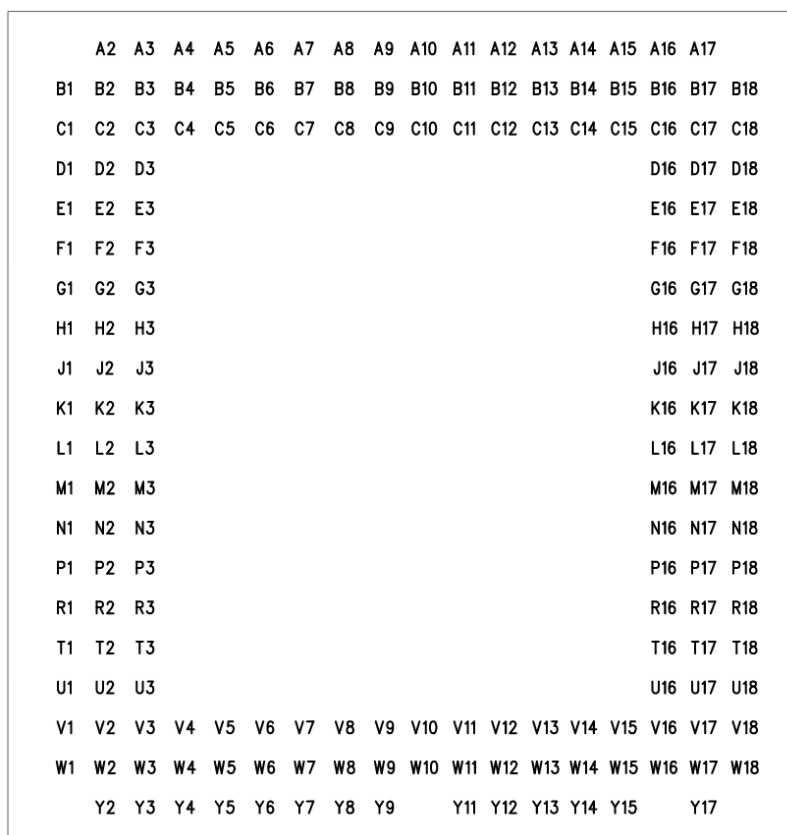 A2 A3 A4 A5 A6 A7 A8 A9 A10 A11 A12 A13 A14 A15 A16 A17
B1 B2 B3 B4 B5 B6 B7 B8 B9 B10 B11 B12 B13 B14 B15 B16 B17 B18
C1 C2 C3 C4 C5 C6 C7 C8 C9 C10 C11 C12 C13 C14 C15 C16 C17 C18
D1 D2 D3 D16 D17 D18
E1 E2 E3 E16 E17 E18
F1 F2 F3 F16 F17 F18
G1 G2 G3 G16 G17 G18
H1 H2 H3 H16 H17 H18
J1 J2 J3 J16 J17 J18
K1 K2 K3 K16 K17 K18
L1 L2 L3 L16 L17 L18
M1 M2 M3 M16 M17 M18
N1 N2 N3 N16 N17 N18
P1 P2 P3 P16 P17 P18
R1 R2 R3 R16 R17 R18
T1 T2 T3 T16 T17 T18
U1 U2 U3 U16 U17 U18
V1 V2 V3 V4 V5 V6 V7 V8 V9 V10 V11 V12 V13 V14 V15 V16 V17 V18
W1 W2 W3 W4 W5 W6 W7 W8 W9 W10 W11 W12 W13 W14 W15 W16 W17 W18
Y2 Y3 Y4 Y5 Y6 Y7 Y8 Y9 Y11 Y12 Y13 Y14 Y15 Y17